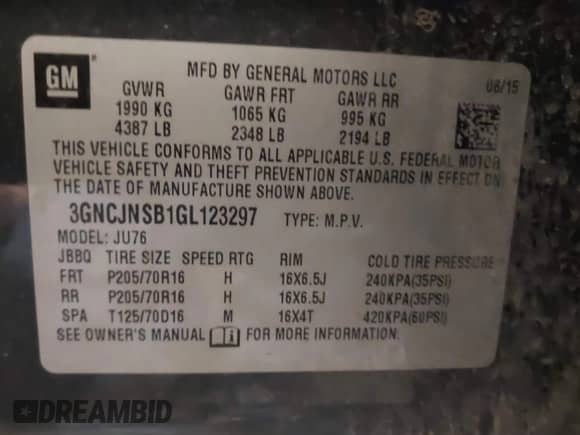 GM
MFD BY GENERAL MOTORS LLC
08/15
GVWR GAWR FRT GAWR RR
1990 KG 1065 KG 995 KG
4387 LB 2348 LB 2194 LB
THIS VEHICLE CONFORMS TO ALL APPLICABLE U.S. FEDERAL MOTOR
VEHICLE SAFETY AND THEFT PREVENTION STANDARDS IN EFFECT ON
THE DATE OF MANUFACTURE SHOWN ABOVE.
3GNCJNSB1GL123297 TYPE: M.P.V.
MODEL: JU76
JBBQ TIRE SIZE SPEED RTG RIM COLD TIRE PRESSURE
FRT P205/70R16 H 16X6.5J 240KPA(35PSI)
RR P205/70R16 H 16X6.5J 240KPA(35PSI)
SPA T125/70D16 M 16X4T 420KPA(60PSI)
SEE OWNER'S MANUAL i FOR MORE INFORMATION.
DREAMBID